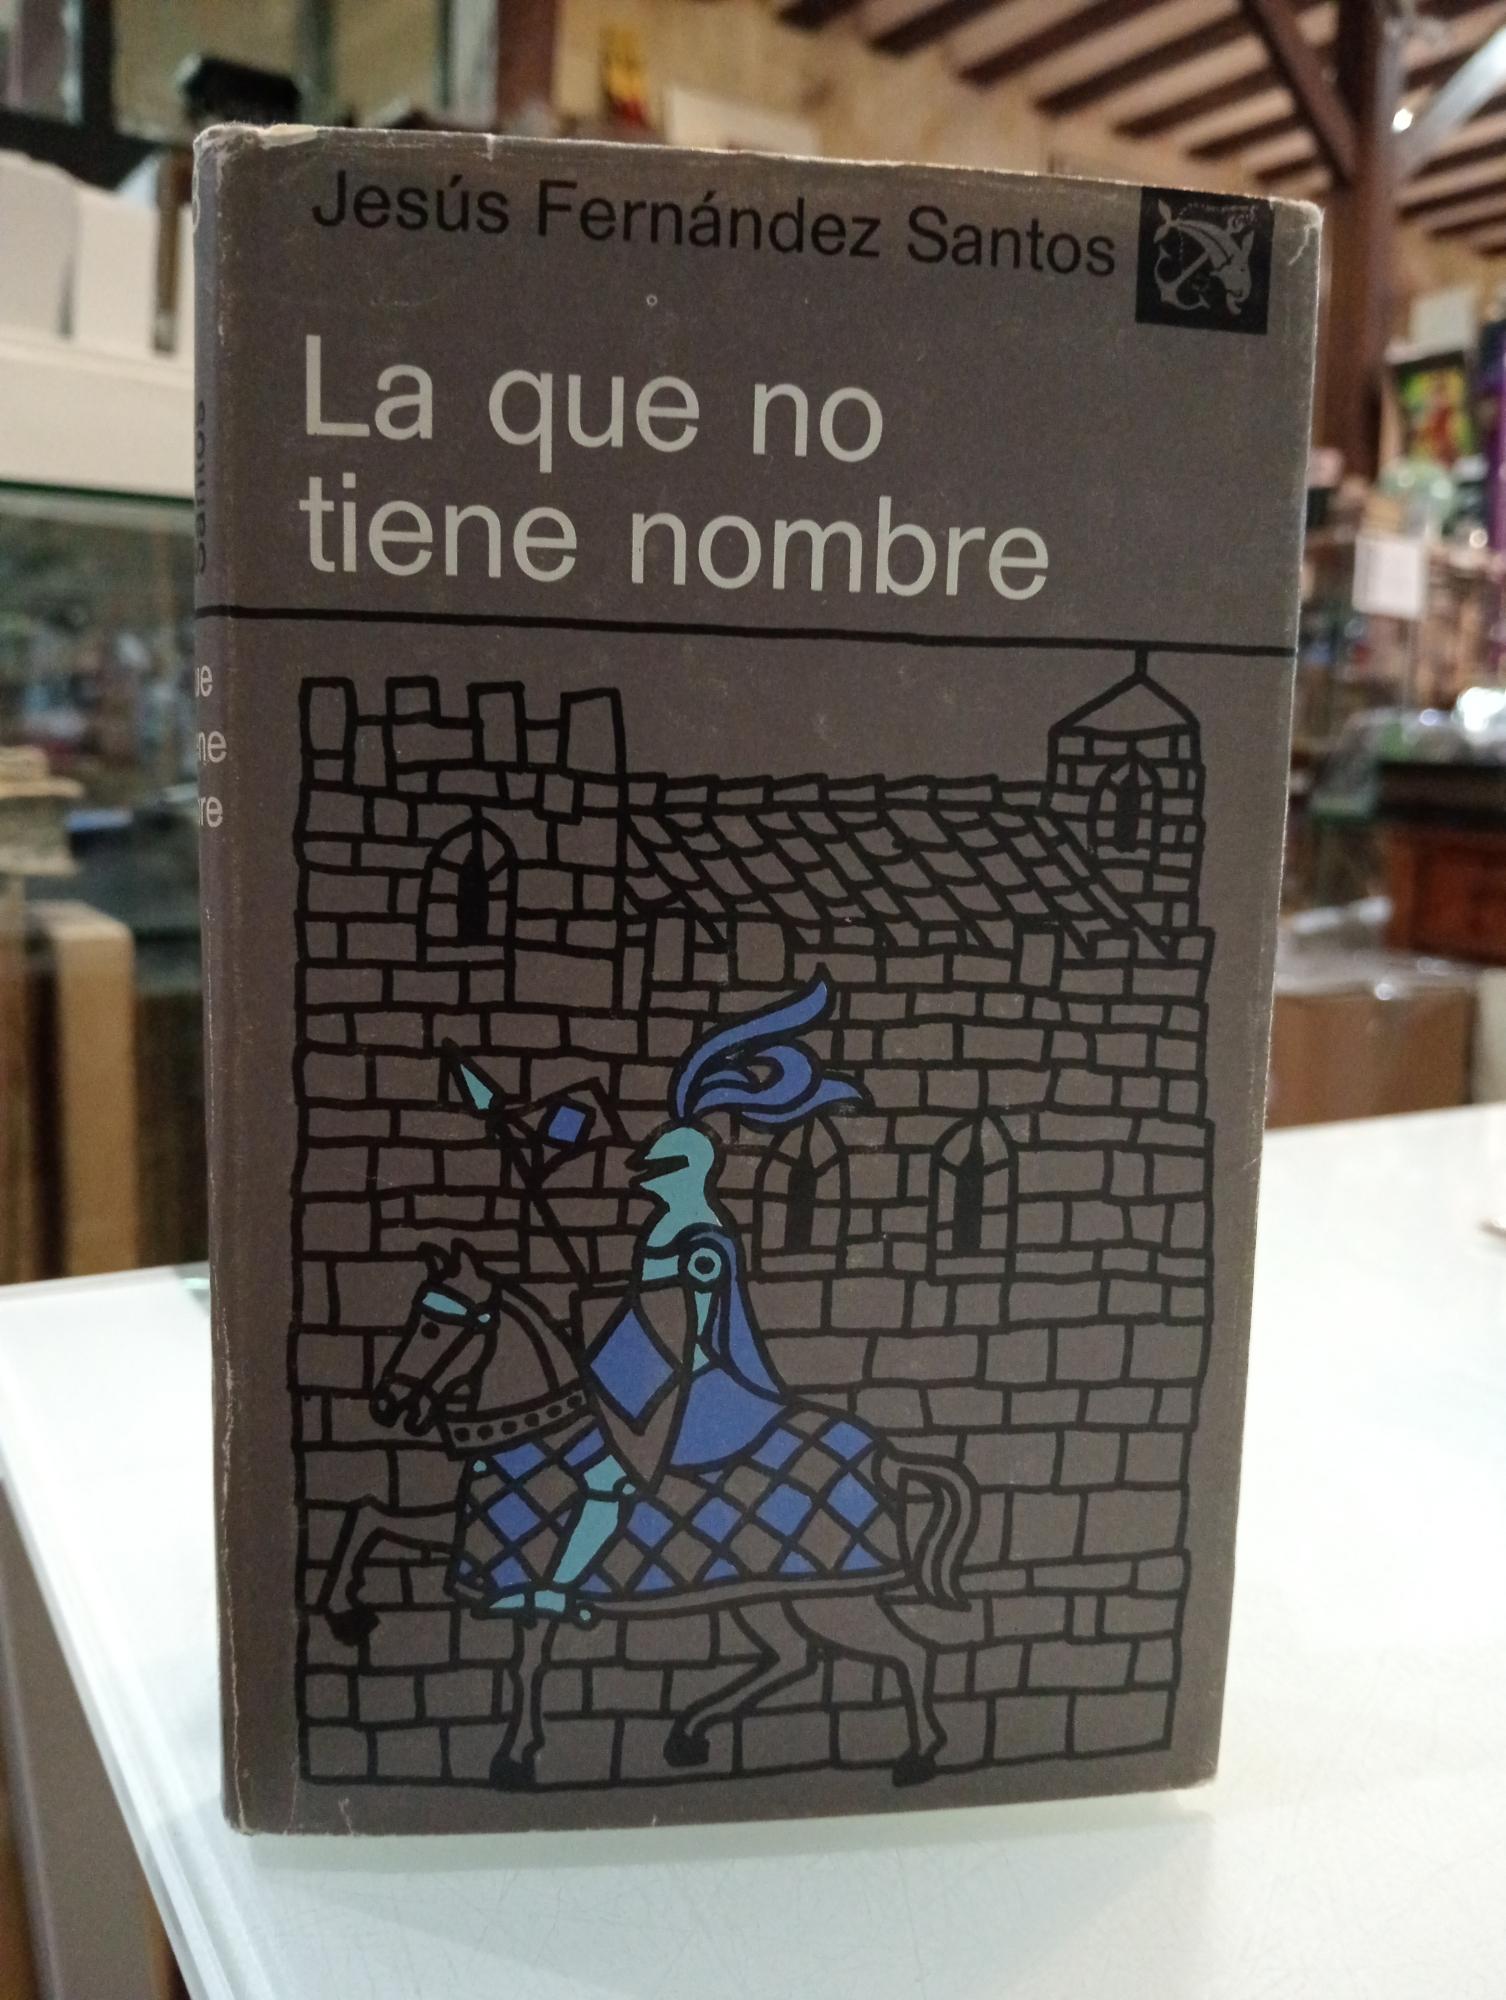 Jesús Fernández Santos
La que no
tiene nombre